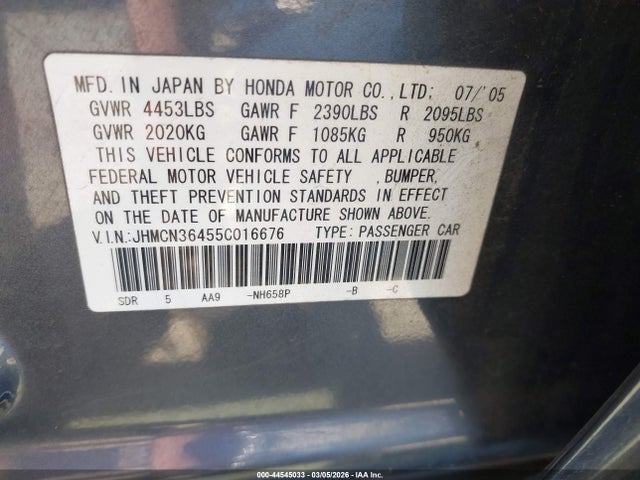 MFD. IN JAPAN BY HONDA MOTOR CO.,LTD: 07/'05
GVWR 4453LBS GAWR F 2390LBS R 2095LBS
GVWR 2020KG GAWR F 1085KG R 950KG
THIS VEHICLE CONFORMS TO ALL APPLICABLE
FEDERAL MOTOR VEHICLE SAFETY ,BUMPER,
AND THEFT PREVENTION STANDARDS IN EFFECT
ON THE DATE OF MANUFACTURE SHOWN ABOVE.
V.I.N:JHMCN36455C016676 TYPE: PASSENGER CAR
SDR 5 AA9 -NH658P -B -C
000-44545033 - 03/05/2026 - IAA Inc.